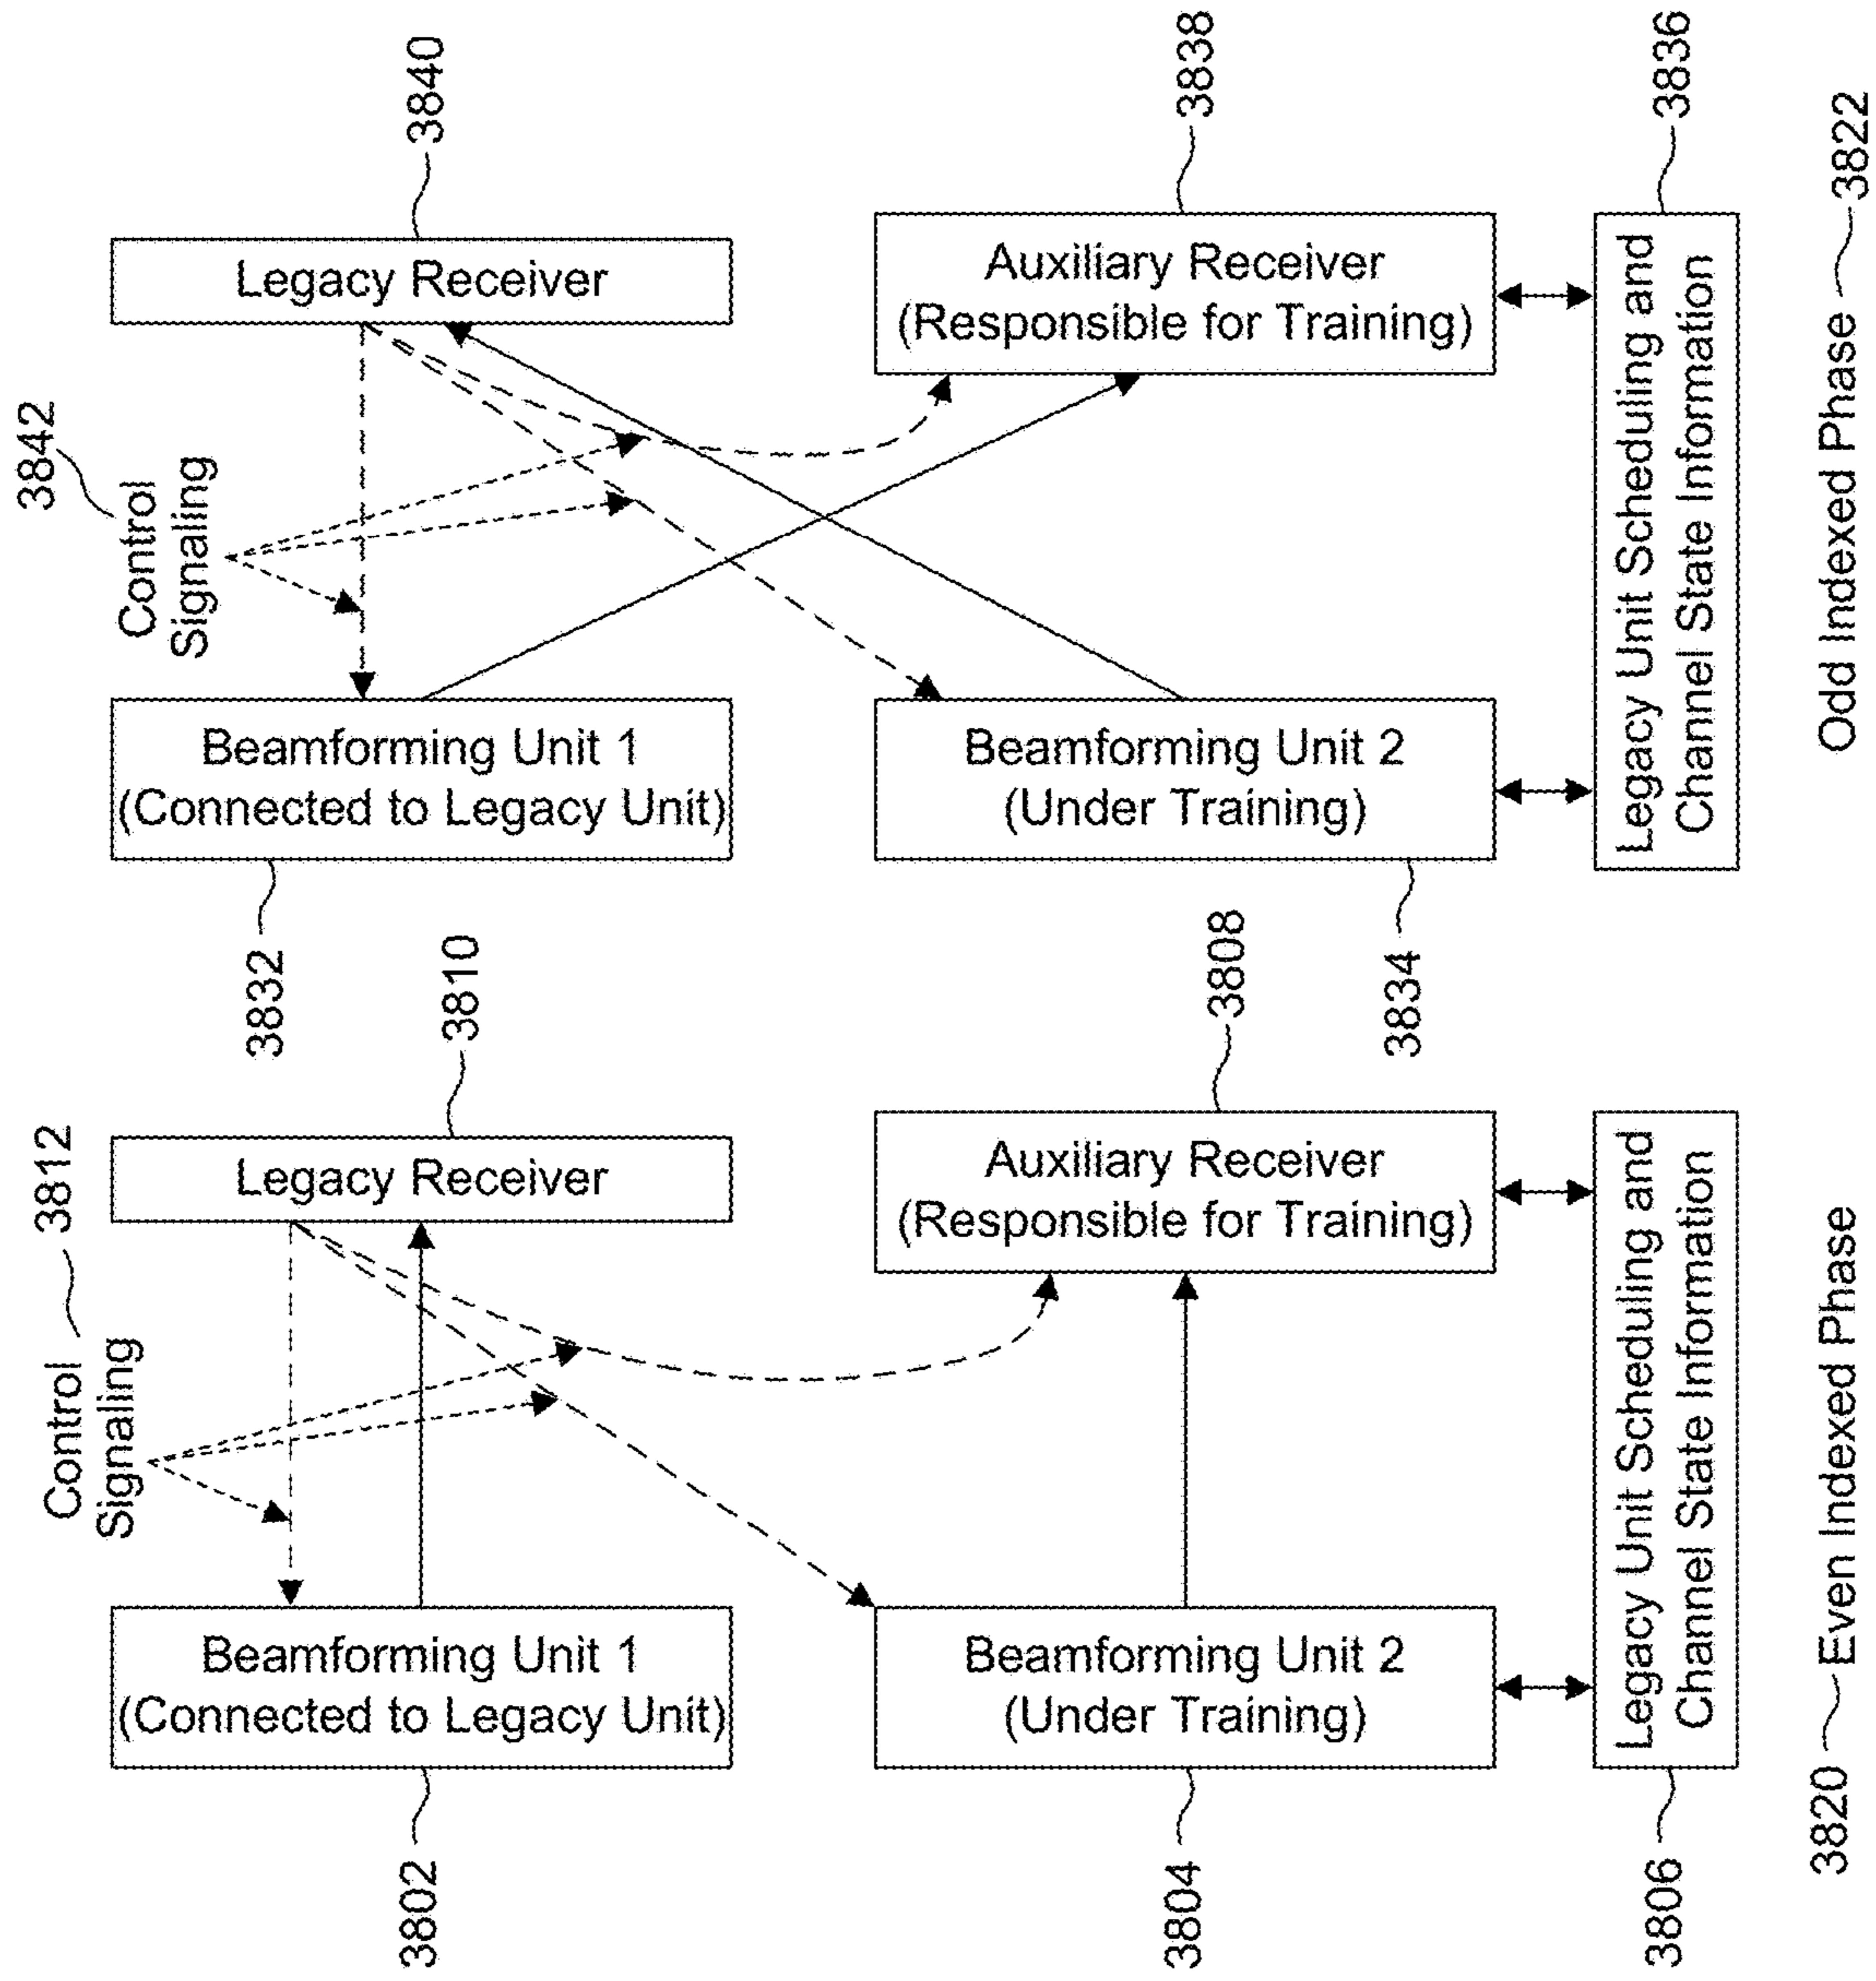 3812
Control
Signaling
3810
Legacy Receiver
Beamforming Unit 1
(Connected to Legacy Unit)
3802
3808
Auxiliary Receiver
(Responsible for Training)
Beamforming Unit 2
(Under Training)
3804
Legacy Unit Scheduling and
Channel State Information
3806
3820
Even Indexed Phase
3842
Control
Signaling
3840
Legacy Receiver
Beamforming Unit 1
(Connected to Legacy Unit)
3832
3838
Auxiliary Receiver
(Responsible for Training)
Beamforming Unit 2
(Under Training)
3834
Legacy Unit Scheduling and
Channel State Information
3836
Odd Indexed Phase
3822